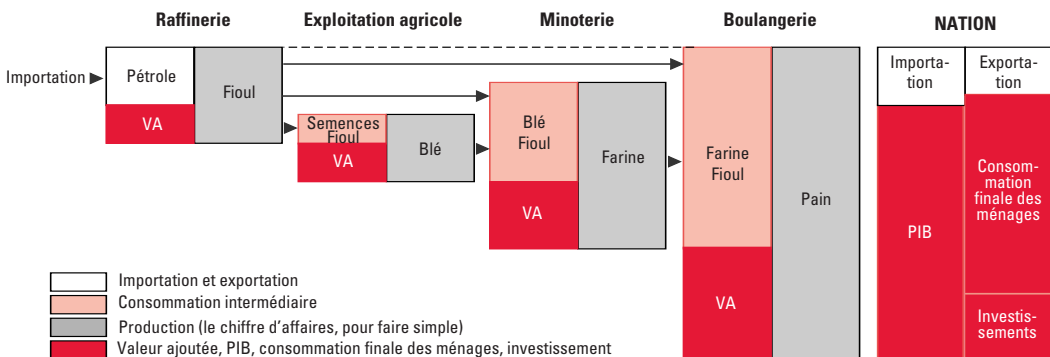 Raffinerie
Exploitation agricole
Minoterie
Boulangerie
NATION
Importation
Pétrole
VA
Fioul
Semences
Fioul
VA
Blé
Blé
Fioul
VA
Farine
Farine
Fioul
VA
Pain
Importa-
tion
PIB
Exporta-
tion
Consom-
mation
finale des
ménages
Investis-
sements
Importation et exportation
Consommation intermédiaire
Production (le chiffre d'affaires, pour faire simple)
Valeur ajoutée, PIB, consommation finale des ménages, investissement